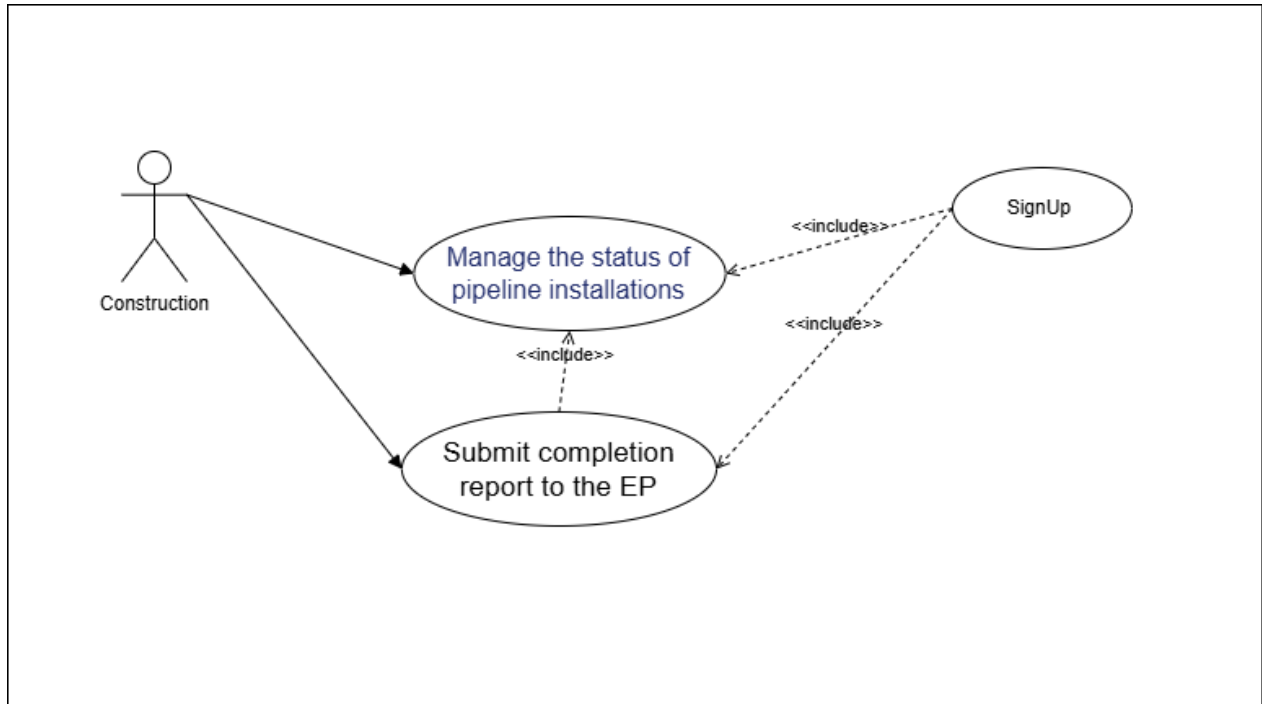 SignUp
<<include>>
Manage the status of
pipeline installations
Construction
<<include>>
<<include>>
Submit completion
report to the EP